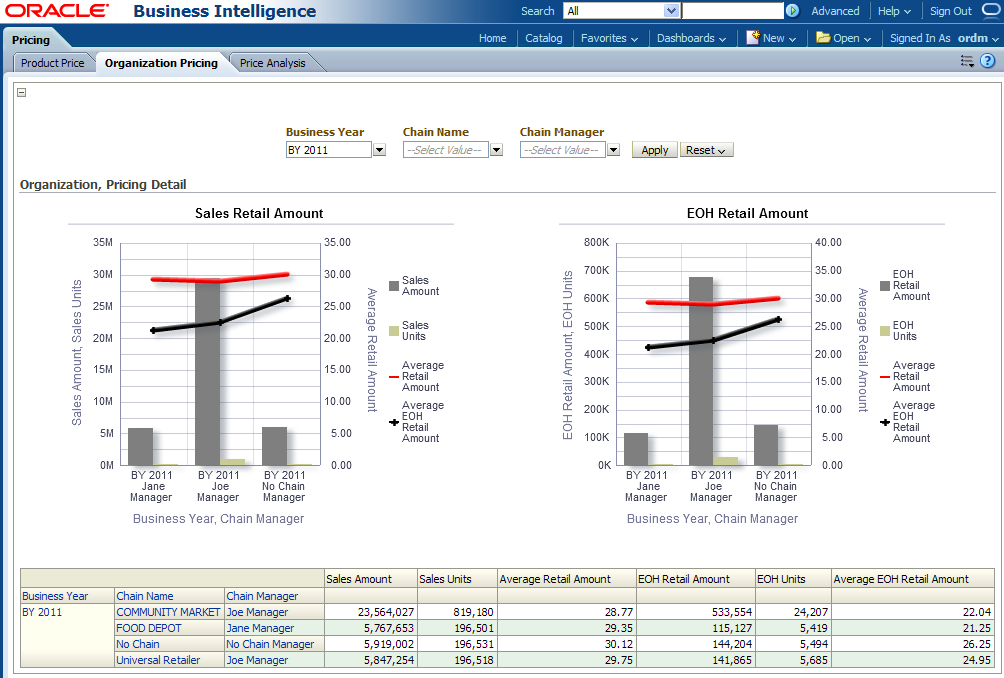 ORACLE Business Intelligence Search All Advanced Help Sign Out
Pricing Home Catalog Favorites Dashboards New Open Signed In As ordm
Product Price Organization Pricing Price Analysis ?
Business Year Chain Name Chain Manager
BY 2011 --Select Value-- --Select Value-- Apply Reset
Organization, Pricing Detail
Sales Retail Amount
35M 35.00
30M 30.00
25M 25.00
20M 20.00
15M 15.00
10M 10.00
5M 5.00
0M 0.00
Sales Amount, Sales Units
Average Retail Amount
BY 2011 BY 2011 BY 2011
Jane Joe No Chain
Manager Manager Manager
Business Year, Chain Manager
Sales
Amount
Sales
Units
Average
Retail
Amount
Average
EOH
Retail
Amount
EOH Retail Amount
800K 40.00
700K 35.00
600K 30.00
500K 25.00
400K 20.00
300K 15.00
200K 10.00
100K 5.00
0K 0.00
EOH Retail Amount, EOH Units
Average Retail Amount
BY 2011 BY 2011 BY 2011
Jane Joe No Chain
Manager Manager Manager
Business Year, Chain Manager
EOH
Retail
Amount
EOH
Units
Average
Retail
Amount
Average
EOH
Retail
Amount
Sales Amount Sales Units Average Retail Amount EOH Retail Amount EOH Units Average EOH Retail Amount
Business Year Chain Name Chain Manager
BY 2011 COMMUNITY MARKET Joe Manager 23,564,027 819,180 28.77 533,554 24,207 22.04
FOOD DEPOT Jane Manager 5,767,653 196,501 29.35 115,127 5,419 21.25
No Chain No Chain Manager 5,919,002 196,531 30.12 144,204 5,494 26.25
Universal Retailer Joe Manager 5,847,254 196,518 29.75 141,865 5,685 24.95